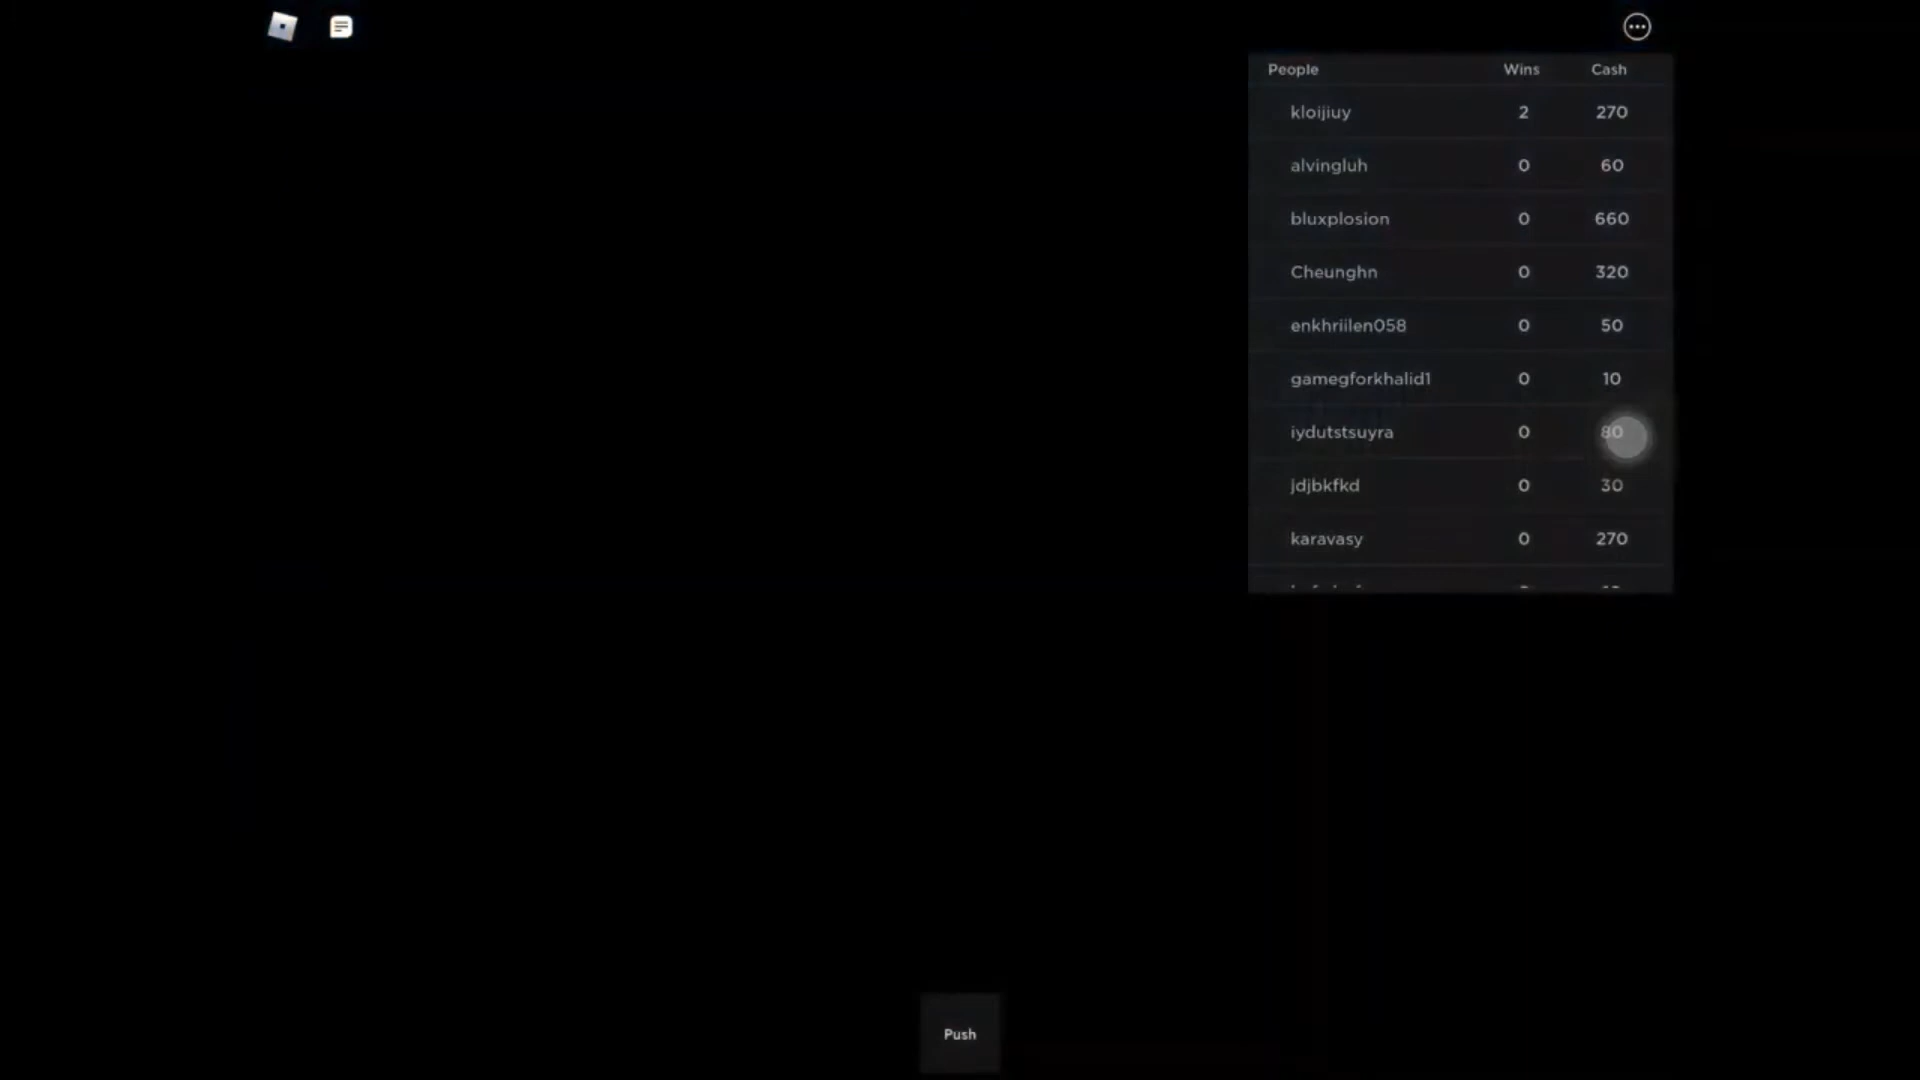 People Wins Cash
kloijiuy 2 270
alvingluh 0 60
bluxplosion 0 660
Cheunghn 0 320
enkhriilen058 0 50
gamegforkhalid1 0 10
iydutstsuyra 0 80
jdjbkfkd 0 30
karavasy 0 270
Push